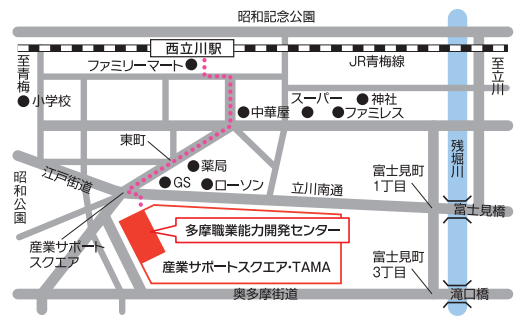 昭和記念公園
西立川駅
ファミリーマート
JR青梅線
至青梅
至立川
小学校
スーパー
神社
中華屋
ファミレス
東町
残堀川
薬局
GS
ローソン
江戸街道
昭和公園
立川南通
富士見町
1丁目
富士見橋
多摩職業能力開発センター
産業サポート
スクエア
産業サポートスクエア・TAMA
富士見町
3丁目
奥多摩街道
滝口橋